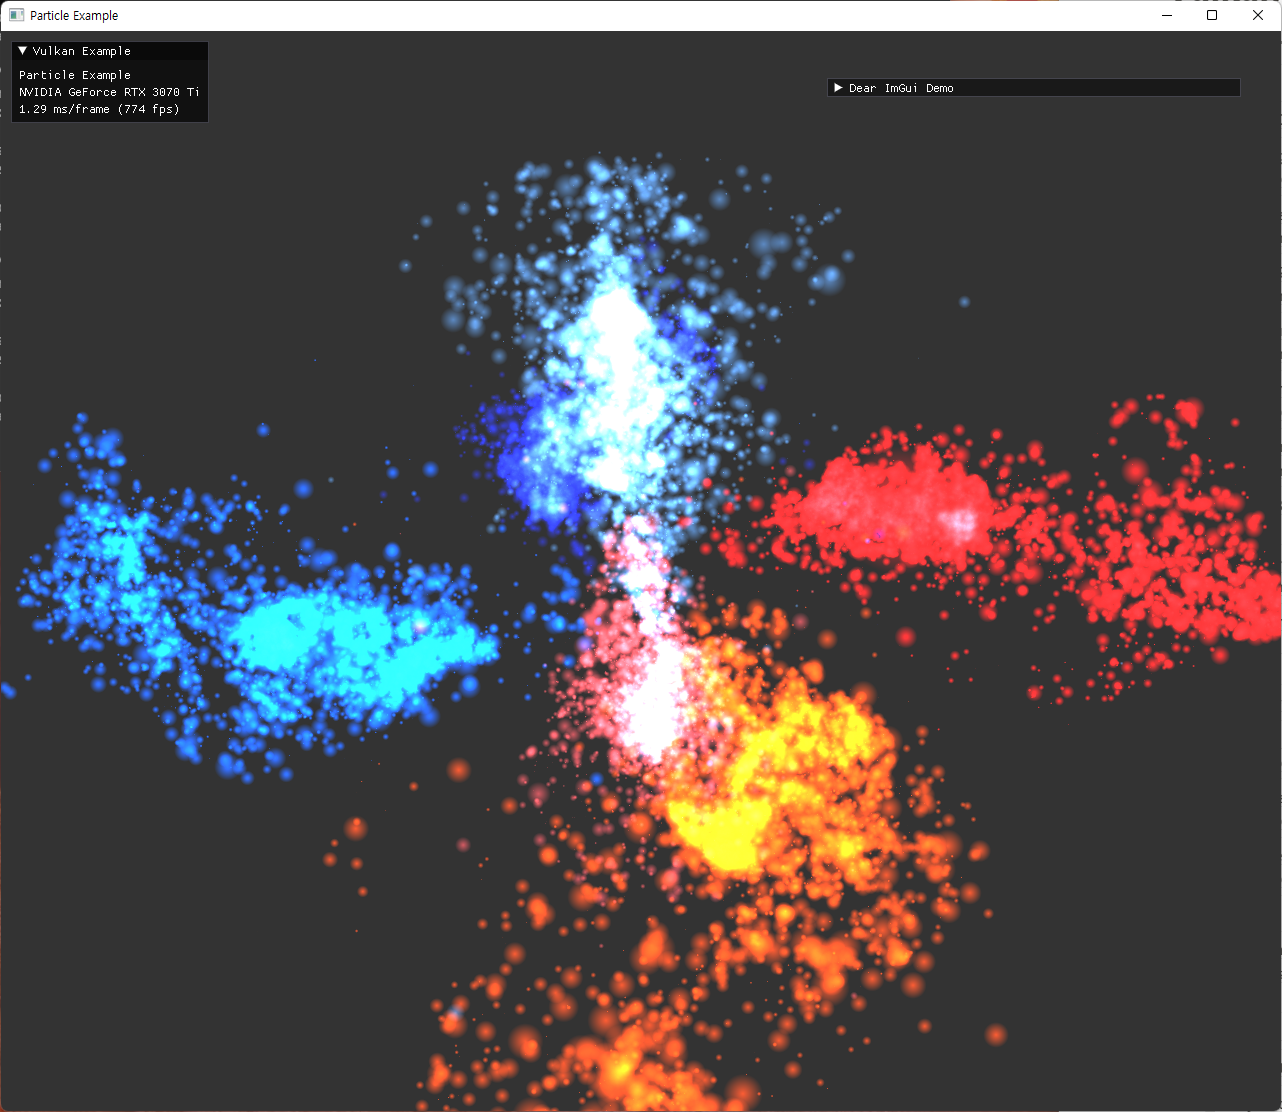 Particle Example
Vulkan Example
Particle Example
NVIDIA GeForce RTX 3070 Ti
1.29 ms/frame (774 fps)
Dear ImGui Demo